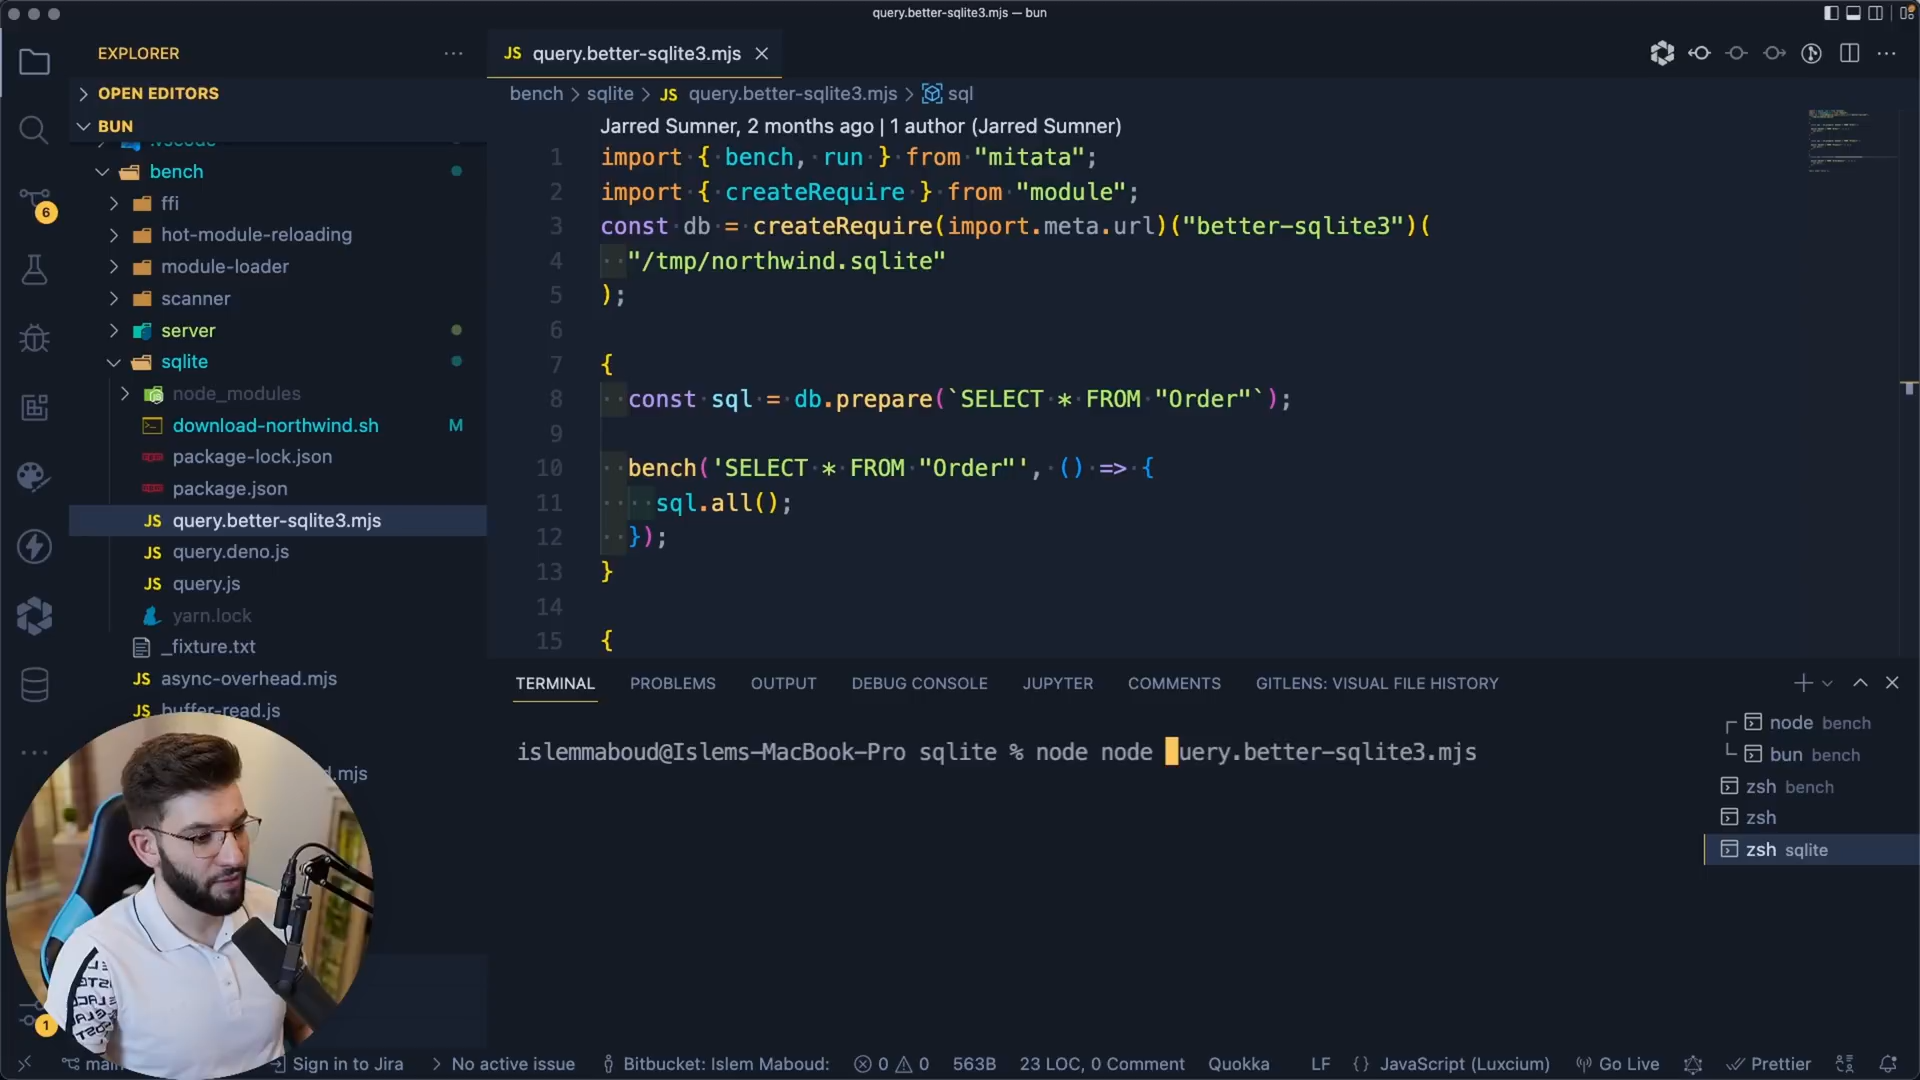 query.better-sqlite3.mjs — bun
EXPLORER
OPEN EDITORS
BUN
.vscode
bench
ffi
hot-module-reloading
module-loader
scanner
server
sqlite
node_modules
download-northwind.sh M
package-lock.json
package.json
JS query.better-sqlite3.mjs
JS query.deno.js
JS query.js
yarn.lock
_fixture.txt
JS async-overhead.mjs
JS buffer-read.js
.mjs
6
1
JS query.better-sqlite3.mjs
bench > sqlite > JS query.better-sqlite3.mjs > sql
Jarred Sumner, 2 months ago | 1 author (Jarred Sumner)
1 import { bench, run } from "mitata";
2 import { createRequire } from "module";
3 const db = createRequire(import.meta.url)("better-sqlite3")(
4 "/tmp/northwind.sqlite"
5 );
6
7 {
8 const sql = db.prepare(`SELECT * FROM "Order"`);
9
10 bench('SELECT * FROM "Order"', () => {
11 sql.all();
12 });
13 }
14
15 {
TERMINAL PROBLEMS OUTPUT DEBUG CONSOLE JUPYTER COMMENTS GITLENS: VISUAL FILE HISTORY
islemmaboud@Islems-MacBook-Pro sqlite % node node uery.better-sqlite3.mjs
node bench
bun bench
zsh bench
zsh
zsh sqlite
main Sign in to Jira No active issue Bitbucket: Islem Maboud: 0 0 563B 23 LOC, 0 Comment Quokka LF {} JavaScript (Luxcium) Go Live Prettier